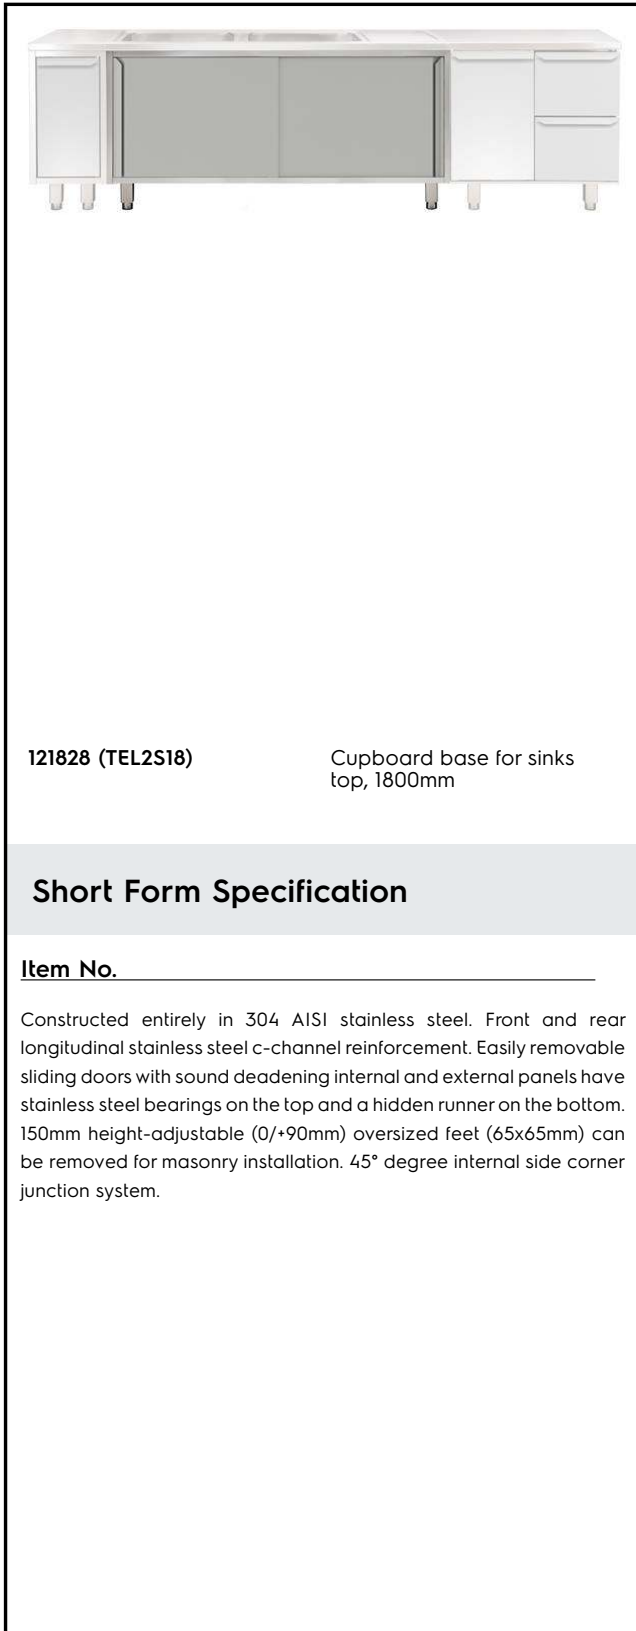 121828 (TEL2S18)
Cupboard base for sinks
top, 1800mm
Short Form Specification
Item No.
Constructed entirely in 304 AISI stainless steel. Front and rear
longitudinal stainless steel c-channel reinforcement. Easily removable
sliding doors with sound deadening internal and external panels have
stainless steel bearings on the top and a hidden runner on the bottom.
150mm height-adjustable (0/+90mm) oversized feet (65x65mm) can
be removed for masonry installation. 45° degree internal side corner
junction system.